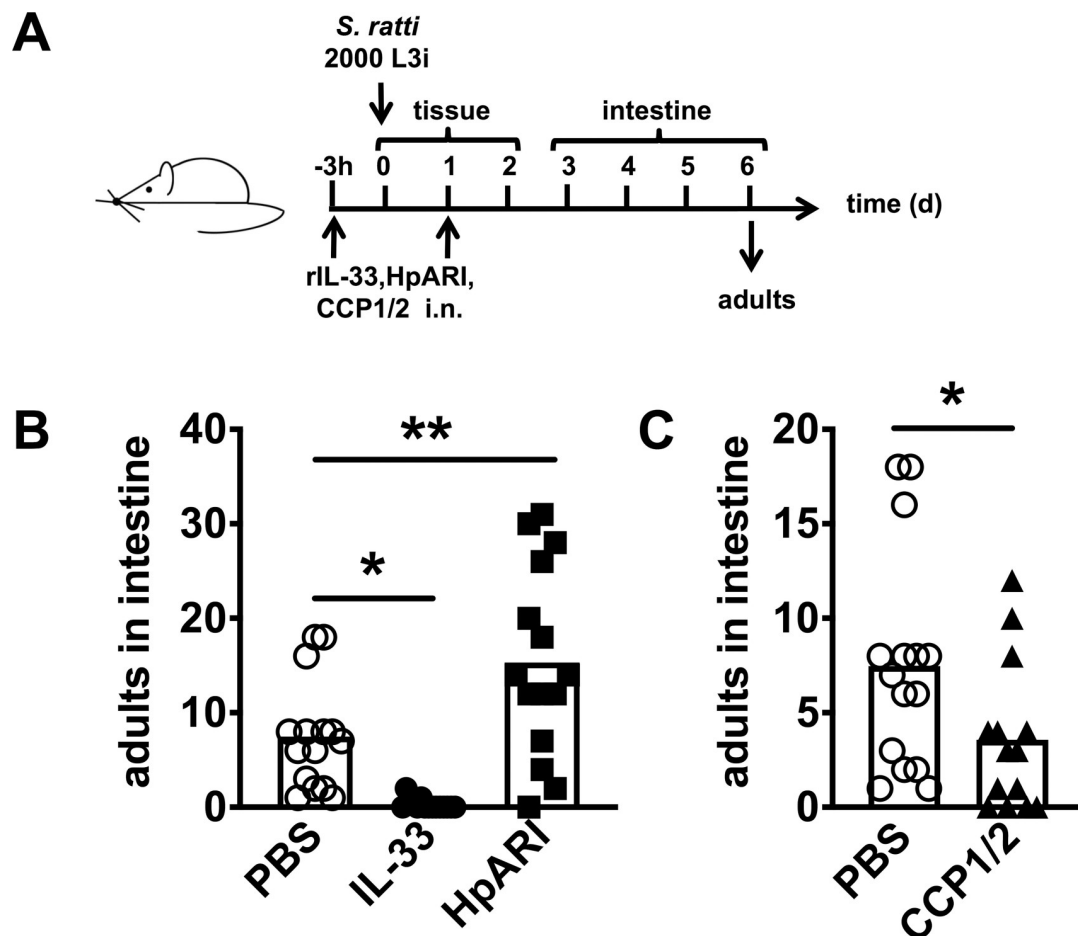 A
S. ratti
2000 L3i
tissue
intestine
-3h 0 1 2 3 4 5 6
time (d)
rIL-33,HpARI,
CCP1/2 i.n.
adults
B
adults in intestine
40
30
20
10
0
**
*
PBS
IL-33
HpARI
C
adults in intestine
20
15
10
5
0
*
PBS
CCP1/2